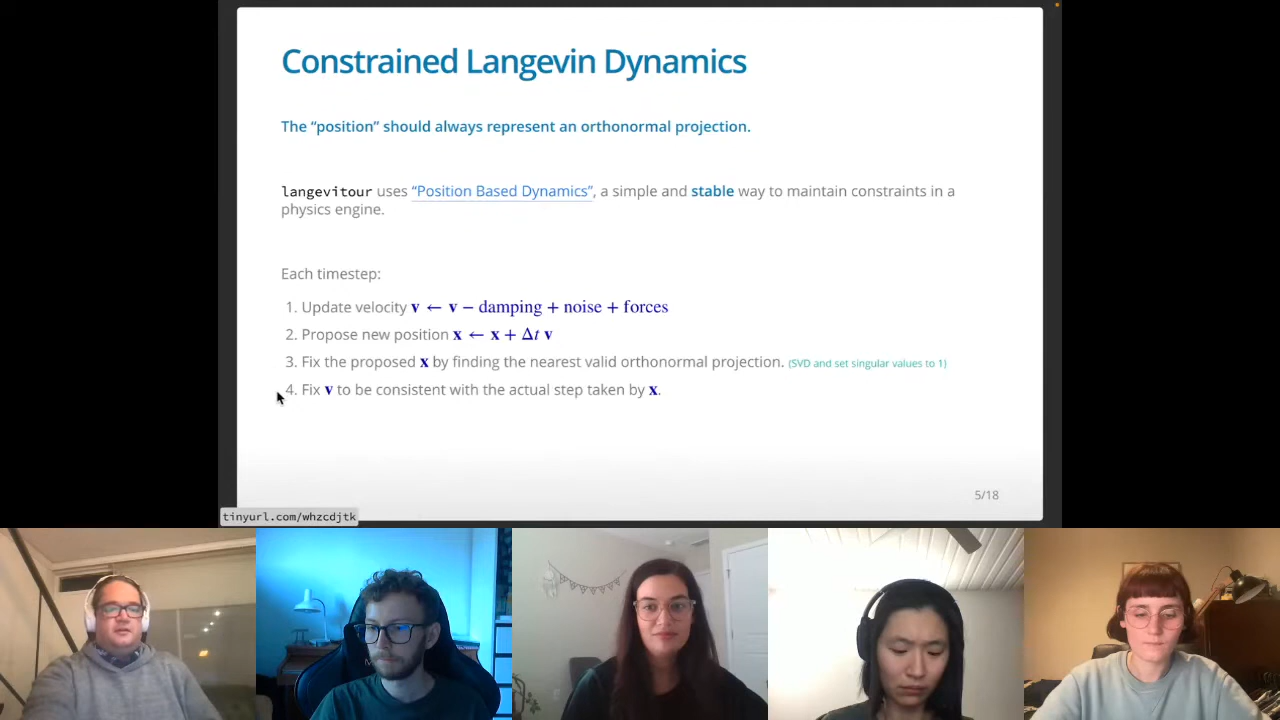 Constrained Langevin Dynamics
The “position” should always represent an orthonormal projection.
langevitour uses “Position Based Dynamics”, a simple and stable way to maintain constraints in a
physics engine.
Each timestep:
1. Update velocity v ← v − damping + noise + forces
2. Propose new position x ← x + Δt v
3. Fix the proposed x by finding the nearest valid orthonormal projection. (SVD and set singular values to 1)
4. Fix v to be consistent with the actual step taken by x.
5/18
tinyurl.com/whzcdjtk